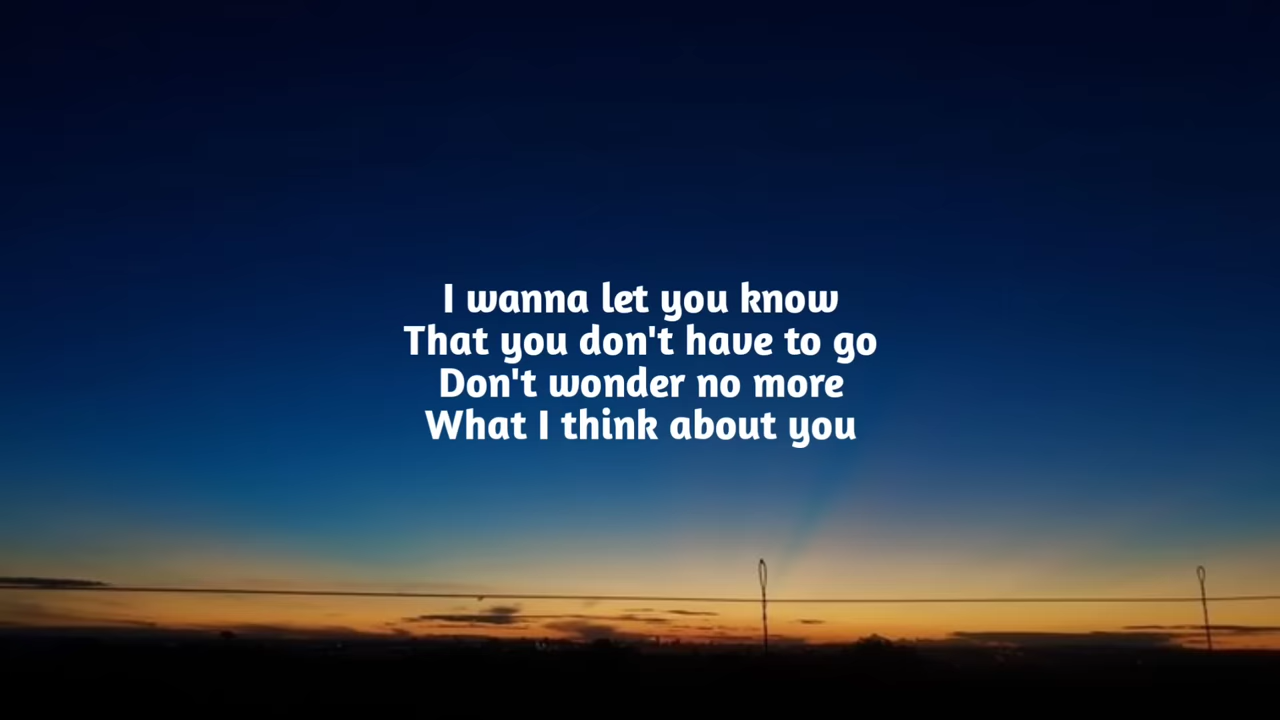 I wanna let you know
That you don't have to go
Don't wonder no more
What I think about you